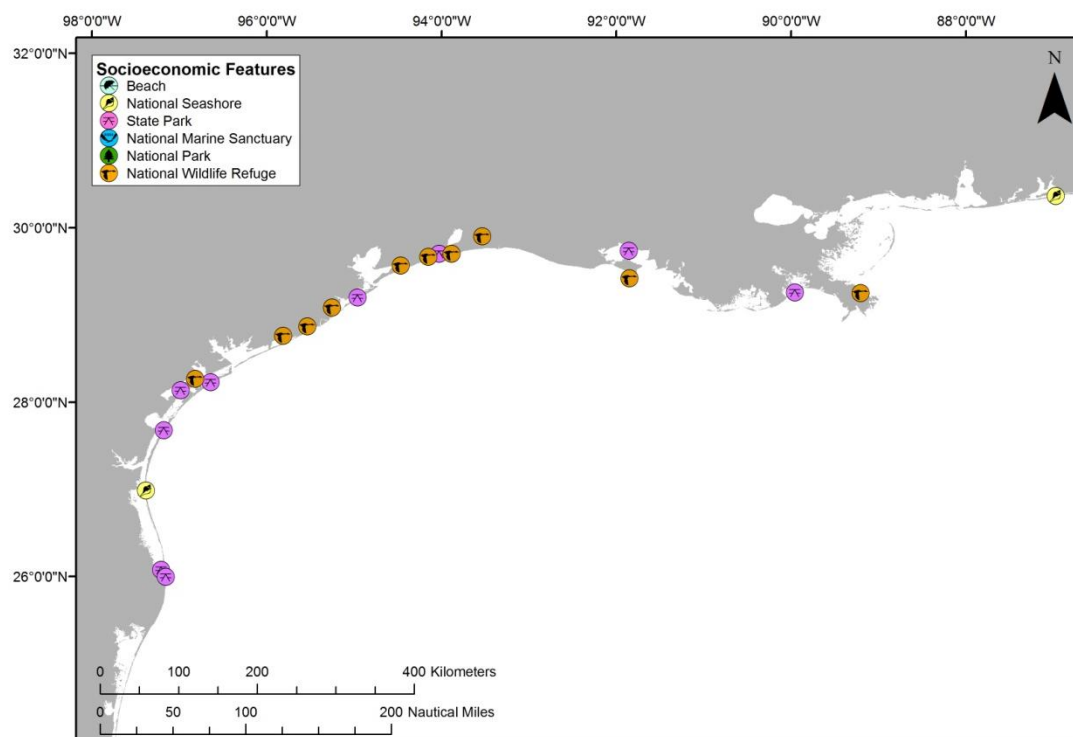 98°0'0"W 96°0'0"W 94°0'0"W 92°0'0"W 90°0'0"W 88°0'0"W
32°0'0"N
Socioeconomic Features
Beach
National Seashore
State Park
National Marine Sanctuary
National Park
National Wildlife Refuge
N
30°0'0"N
28°0'0"N
26°0'0"N
0 100 200 400 Kilometers
0 50 100 200 Nautical Miles